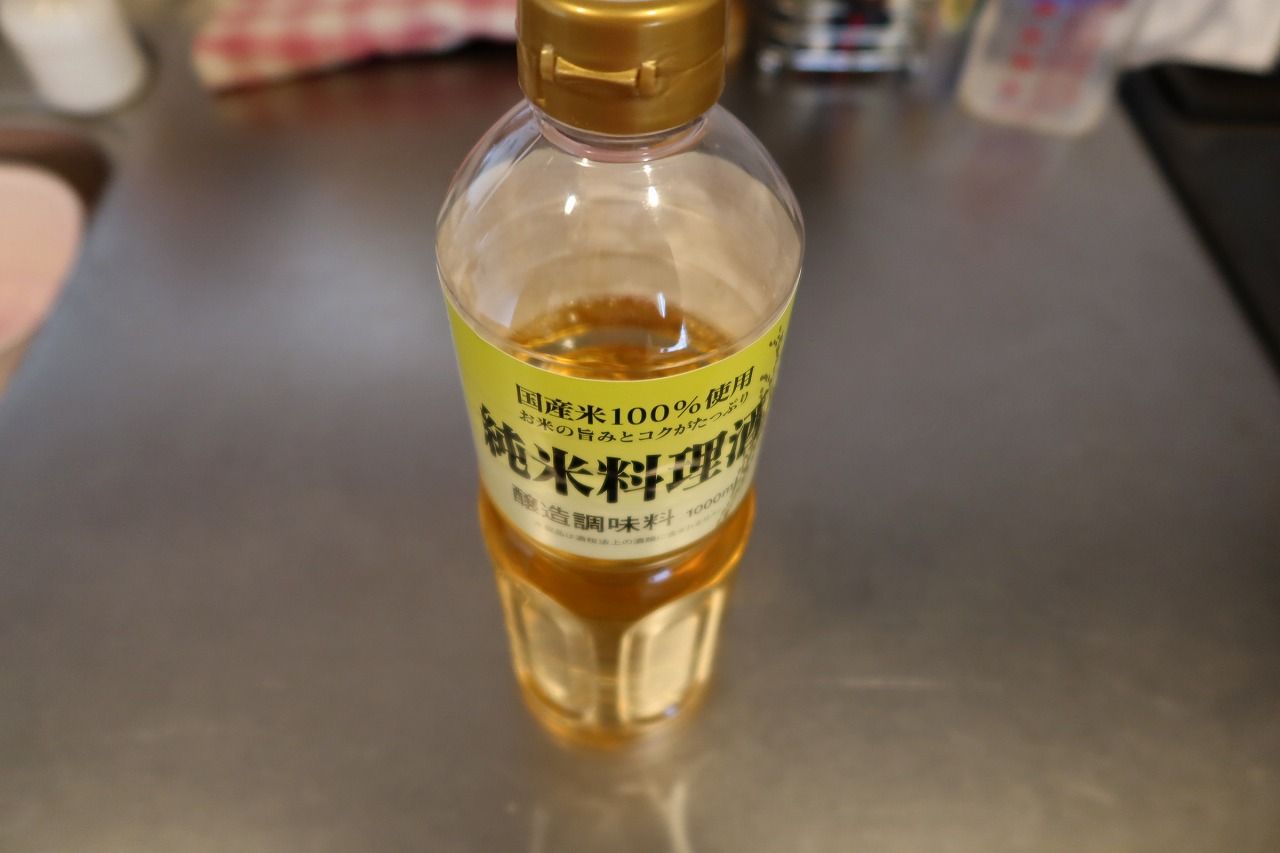 国産米100%使用
お米の旨みとコクがたっぷり
純米料理酒
醸造調味料 1000ml